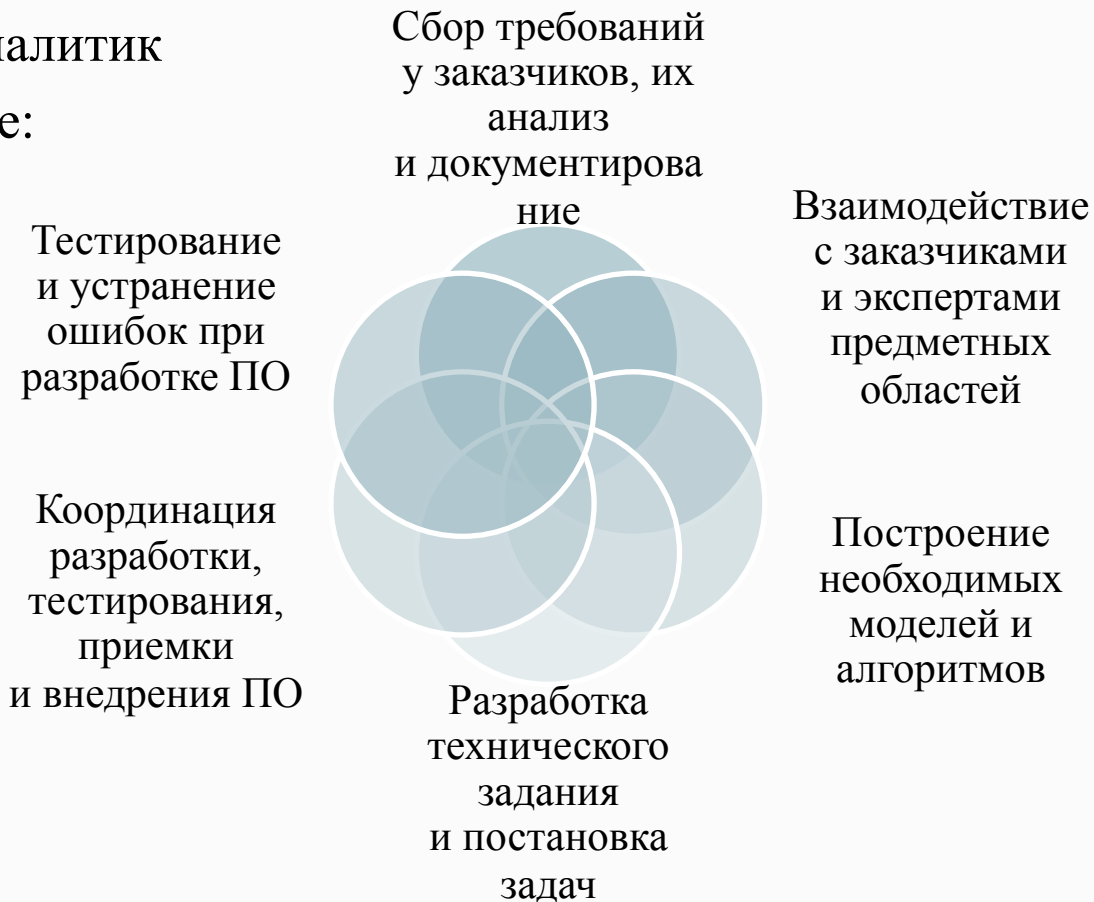 налитик
е:
Сбор требований
у заказчиков, их
анализ
и документирова
ние
Взаимодействие
с заказчиками
и экспертами
предметных
областей
Построение
необходимых
моделей и
алгоритмов
Разработка
технического
задания
и постановка
задач
Координация
разработки,
тестирования,
приемки
и внедрения ПО
Тестирование
и устранение
ошибок при
разработке ПО